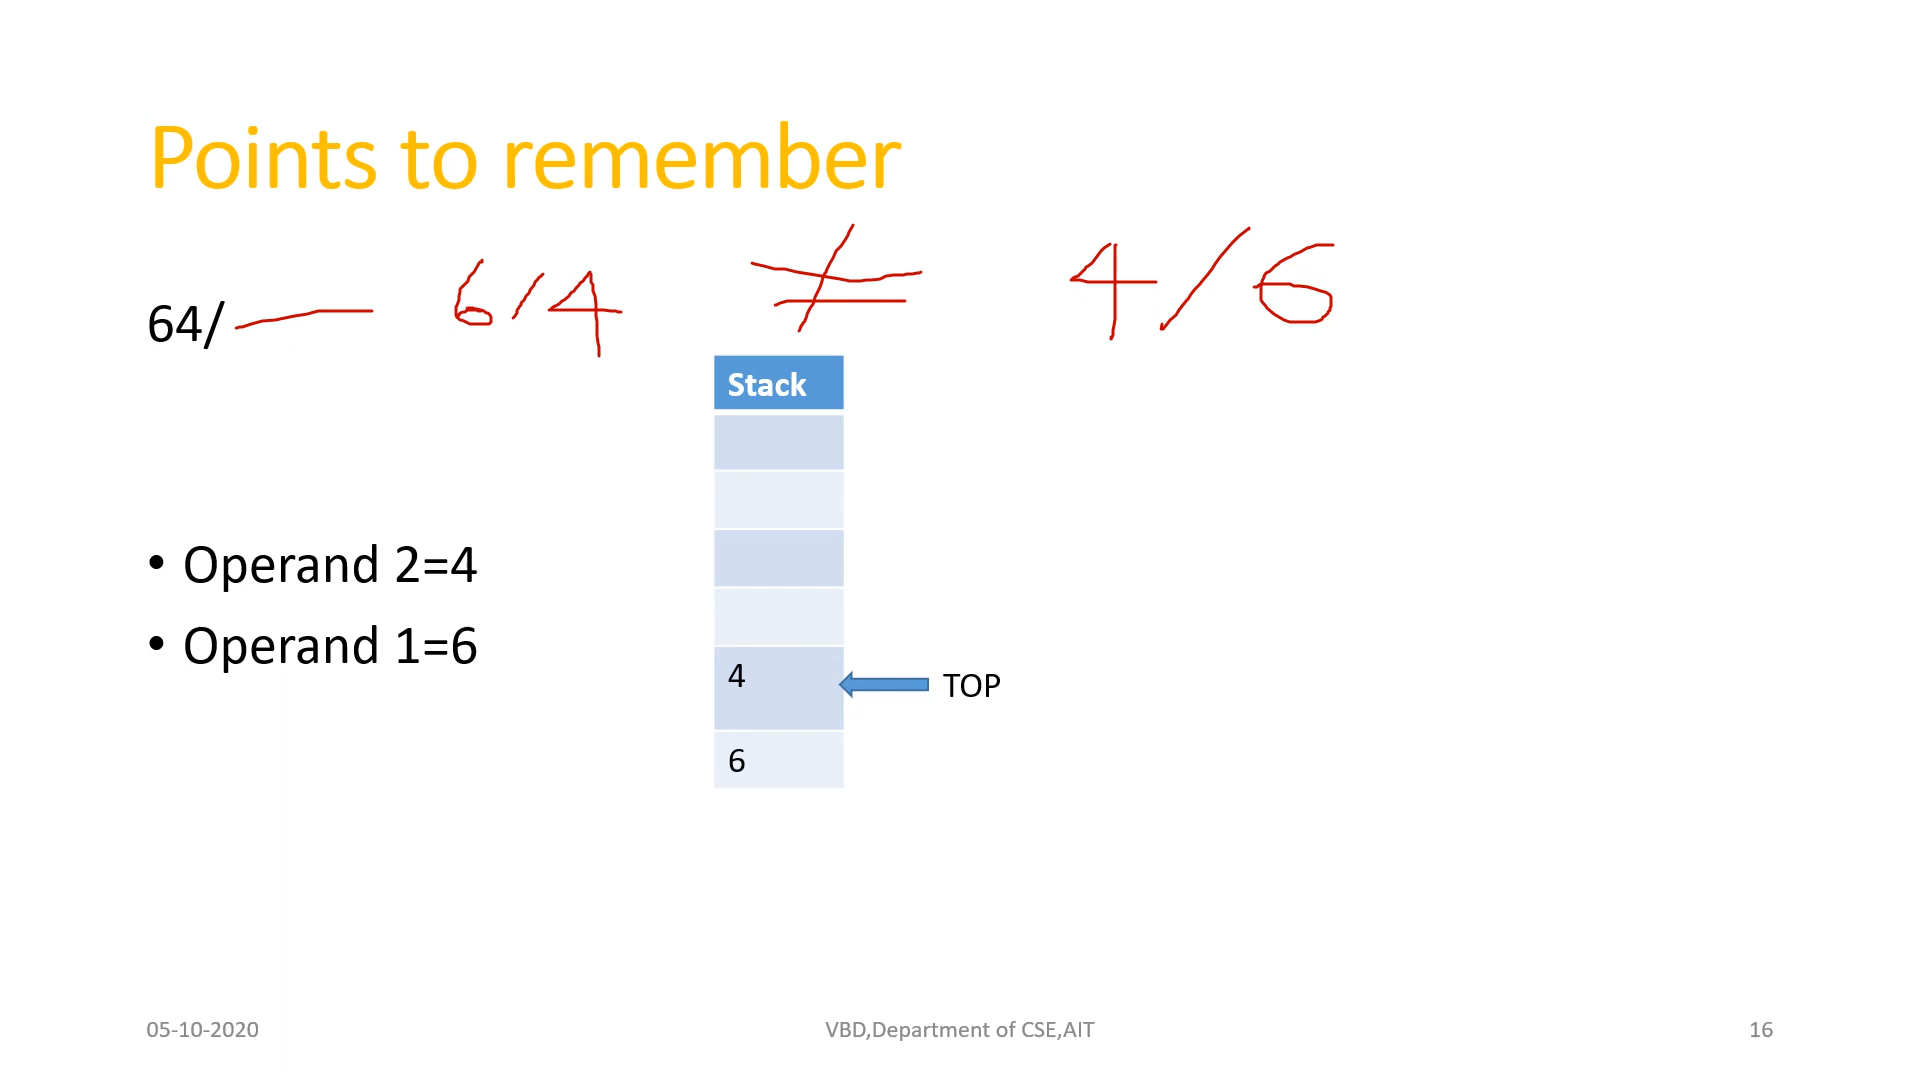 Points to remember
64/ — 6/4 ≠ 4/6
Stack
• Operand 2=4
• Operand 1=6
4
TOP
6
05-10-2020
VBD,Department of CSE,AIT
16